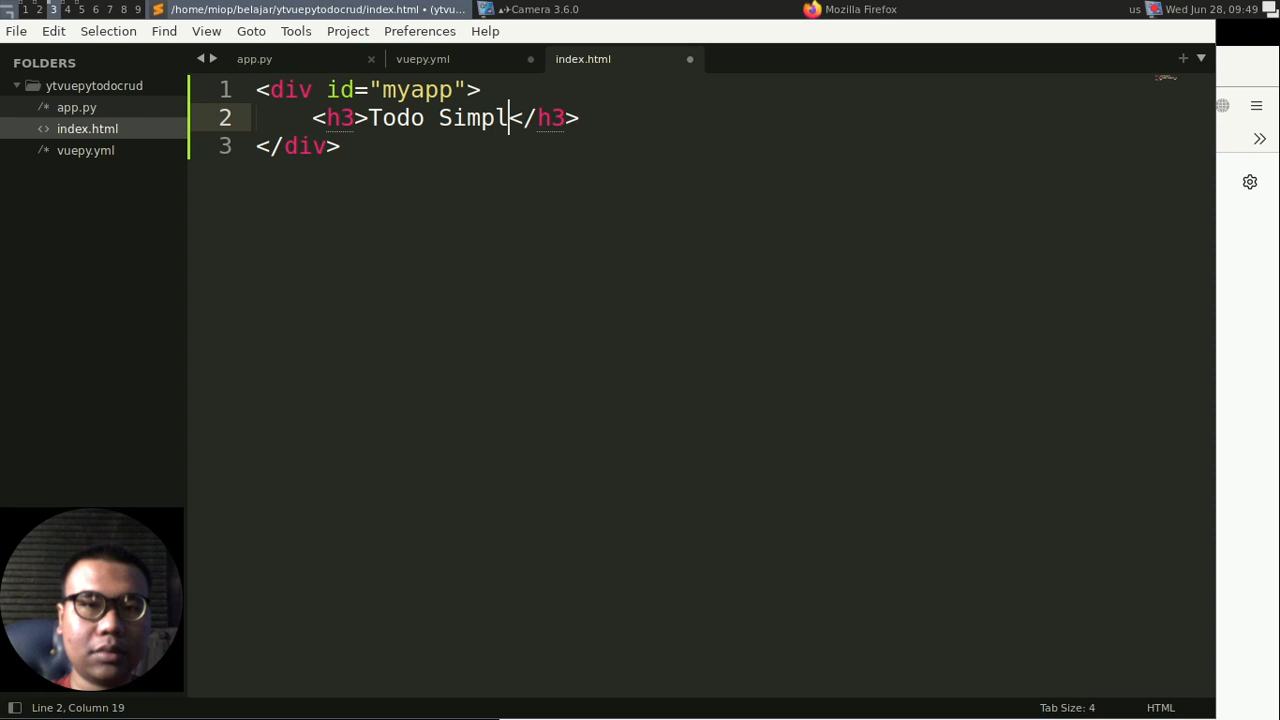 1 2 3 4 5 6 7 8 9 /home/miop/belajar/ytvuepytodocrud/index.html • (ytvu... Camera 3.6.0 Mozilla Firefox us Wed Jun 28, 09:49
File Edit Selection Find View Goto Tools Project Preferences Help
FOLDERS
ytvuepytodocrud
/* app.py
<> index.html
/* vuepy.yml
app.py × vuepy.yml • index.html • +
1 <div id="myapp">
2 <h3>Todo Simpl</h3>
3 </div>
Line 2, Column 19 Tab Size: 4 HTML